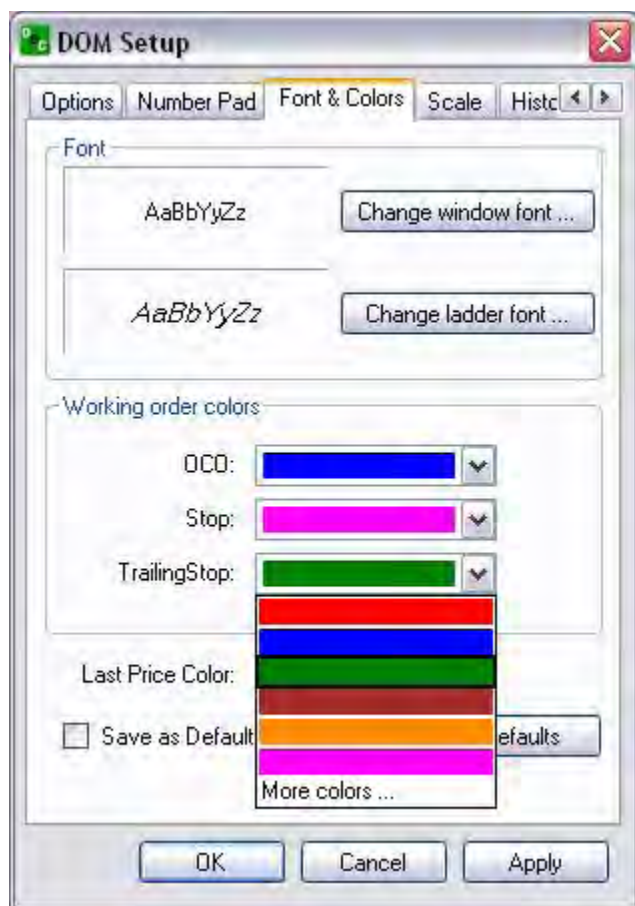 DOM Setup
Options Number Pad Font & Colors Scale Histo
Font
AaBbYyZz Change window font ...
AaBbYyZz Change ladder font ...
Working order colors
OCO:
Stop:
TrailingStop:
Last Price Color:
Save as Default efaults
More colors ...
OK Cancel Apply